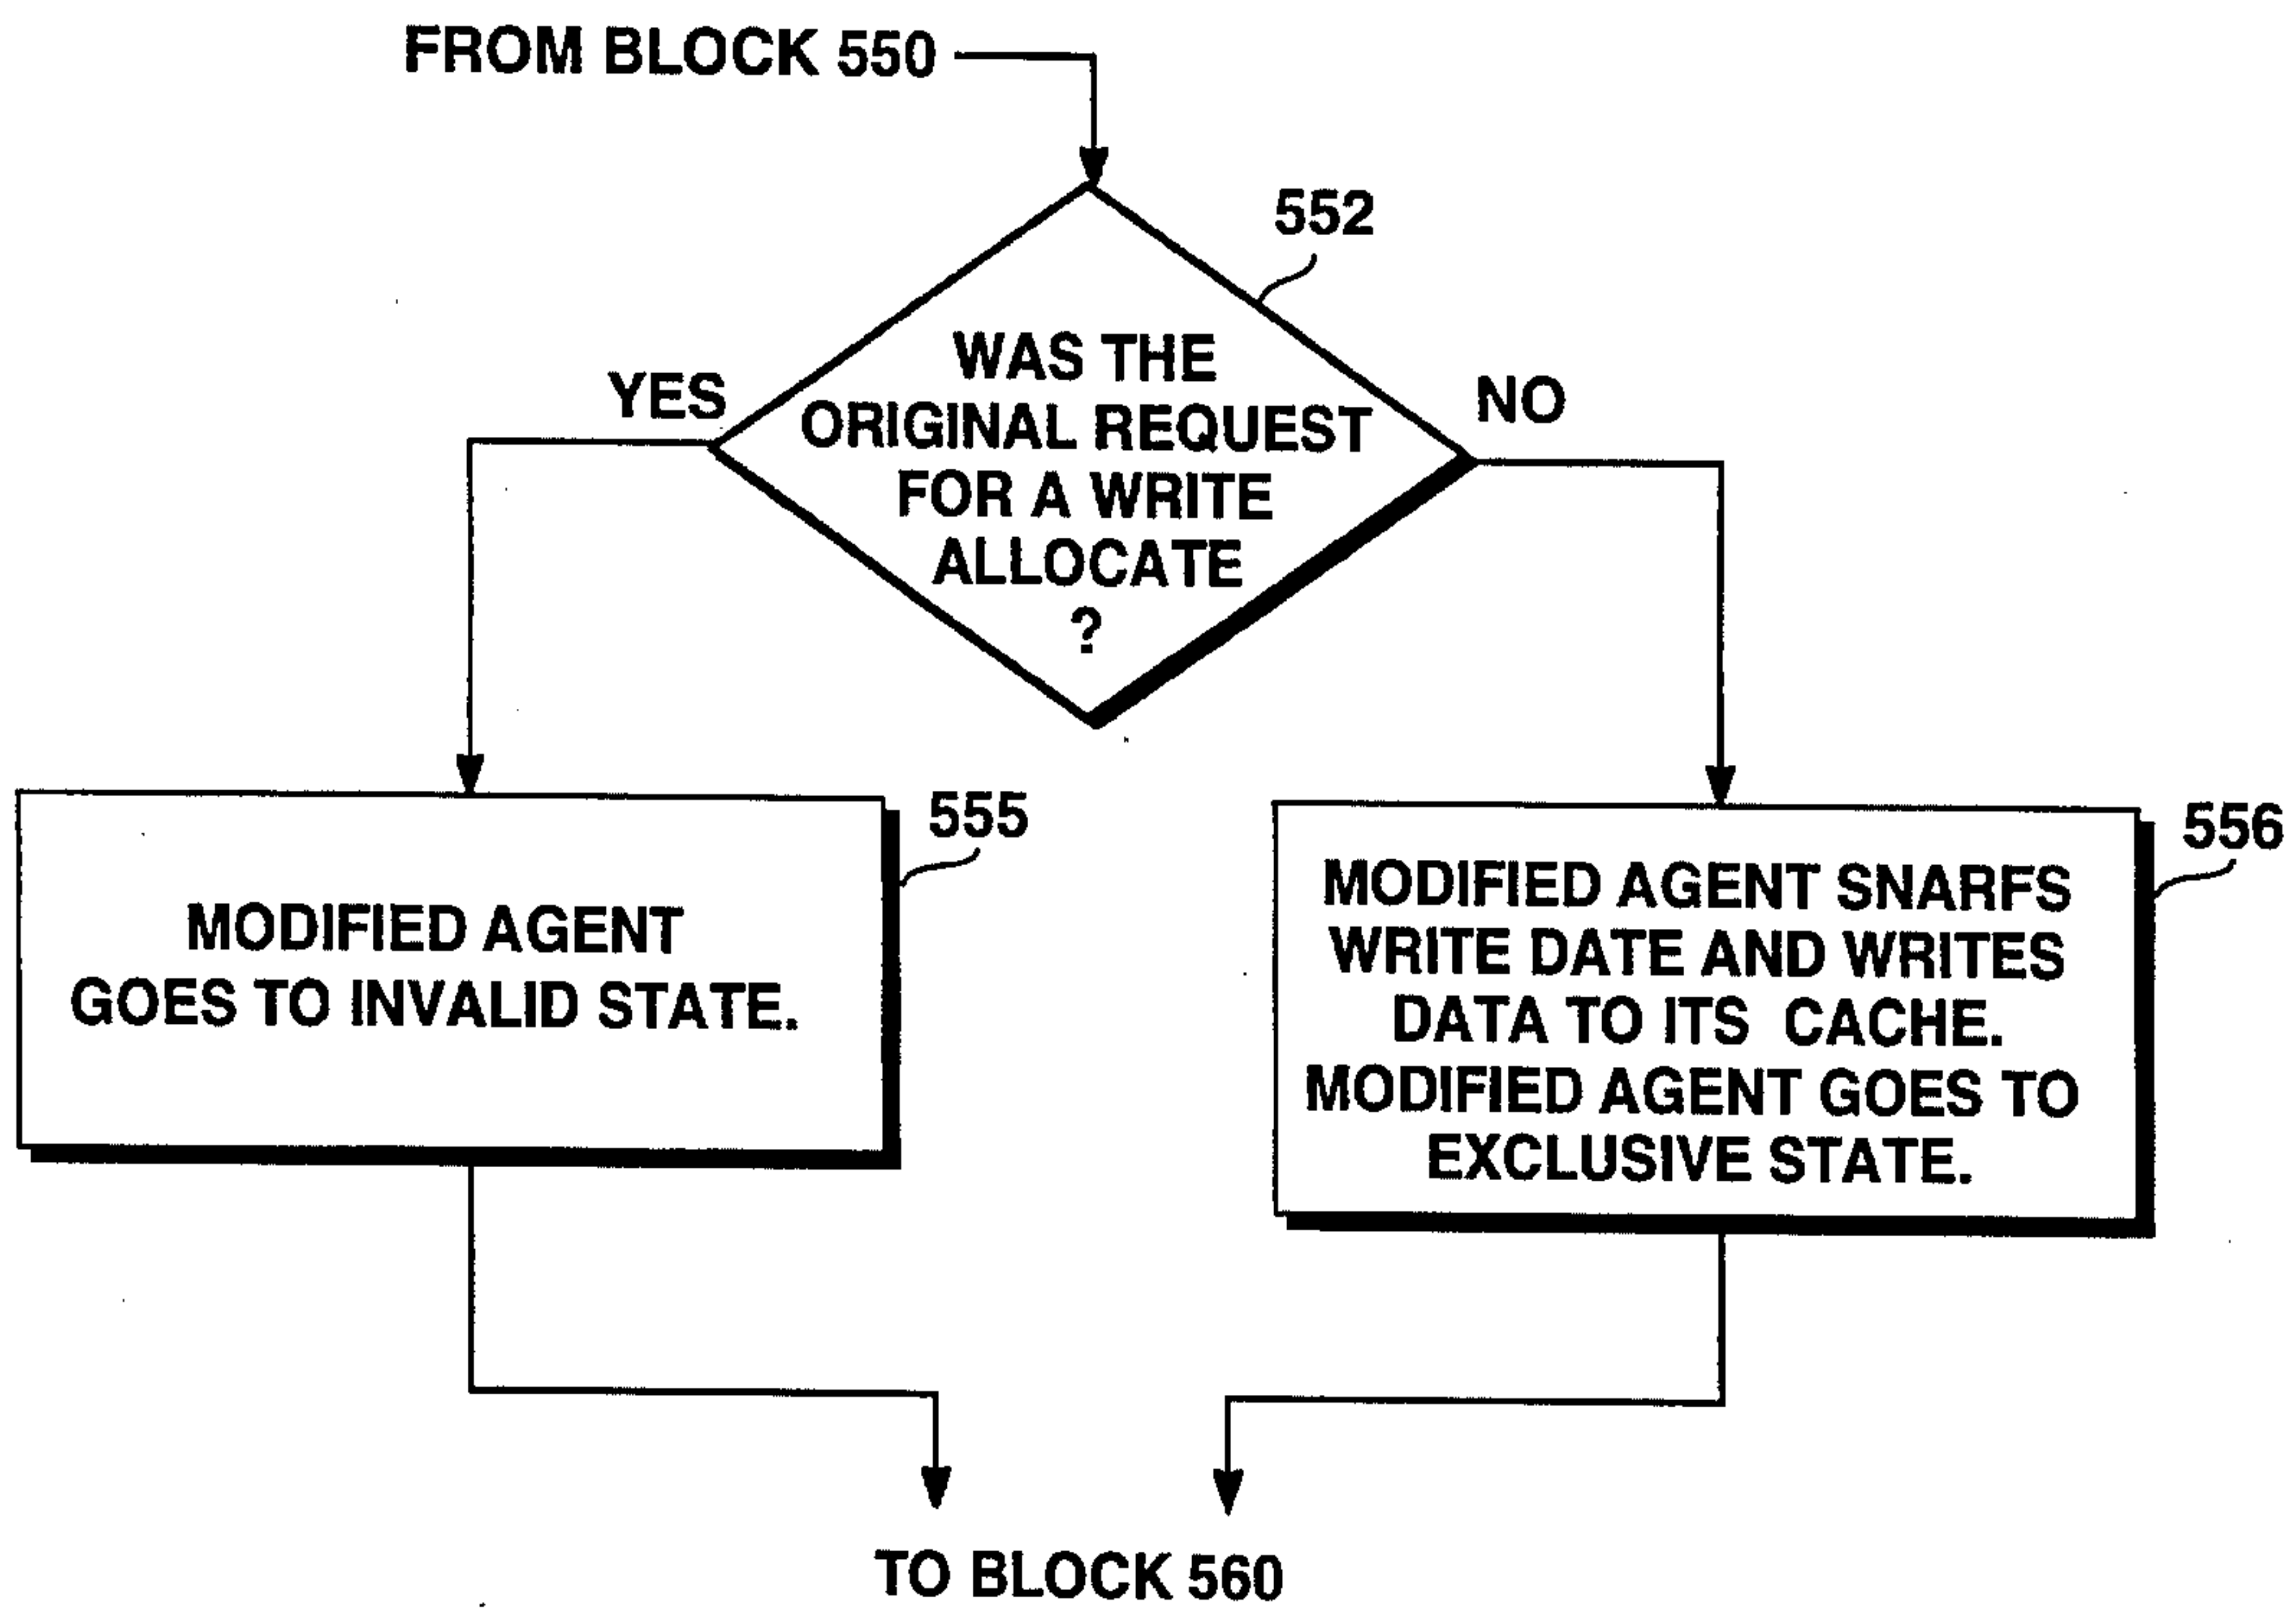 FROM BLOCK 550
552
WAS THE
ORIGINAL REQUEST
FOR A WRITE
ALLOCATE
?
YES
NO
555
MODIFIED AGENT
GOES TO INVALID STATE.
556
MODIFIED AGENT SNARFS
WRITE DATE AND WRITES
DATA TO ITS CACHE.
MODIFIED AGENT GOES TO
EXCLUSIVE STATE.
TO BLOCK 560